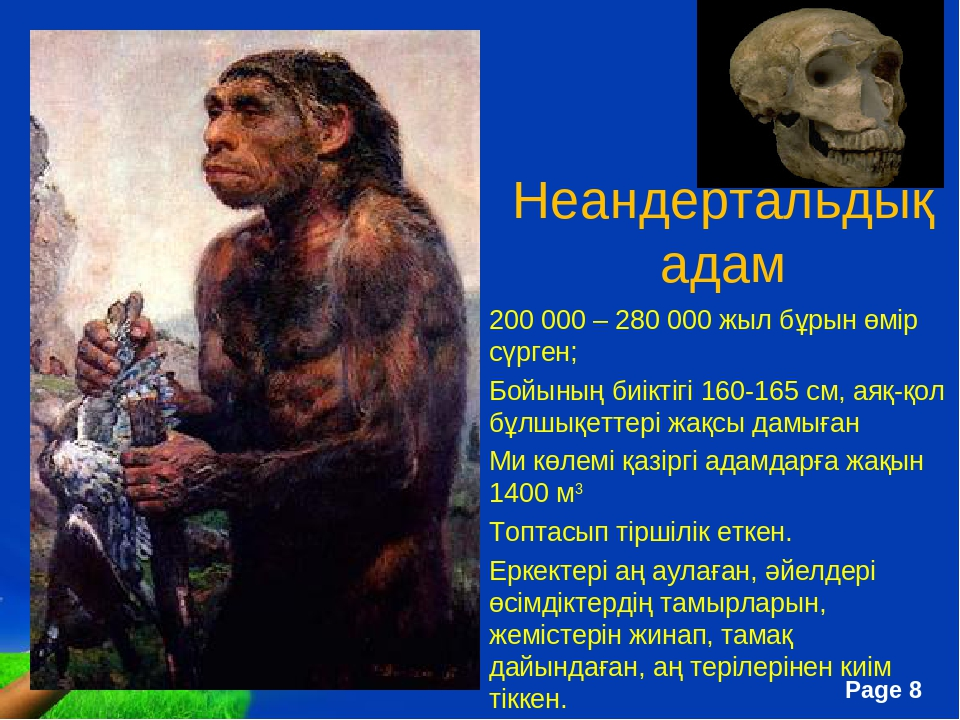 Неандертальдық
адам
200 000 – 280 000 жыл бұрын өмір
сүрген;
Бойының биіктігі 160-165 см, аяқ-қол
бұлшықеттері жақсы дамыған
Ми көлемі қазіргі адамдарға жақын
1400 м³
Топтасып тіршілік еткен.
Еркектері аң аулаған, әйелдері
өсімдіктердің тамырларын,
жемістерін жинап, тамақ
дайындаған, аң терілерінен киім
тіккен.
Page 8